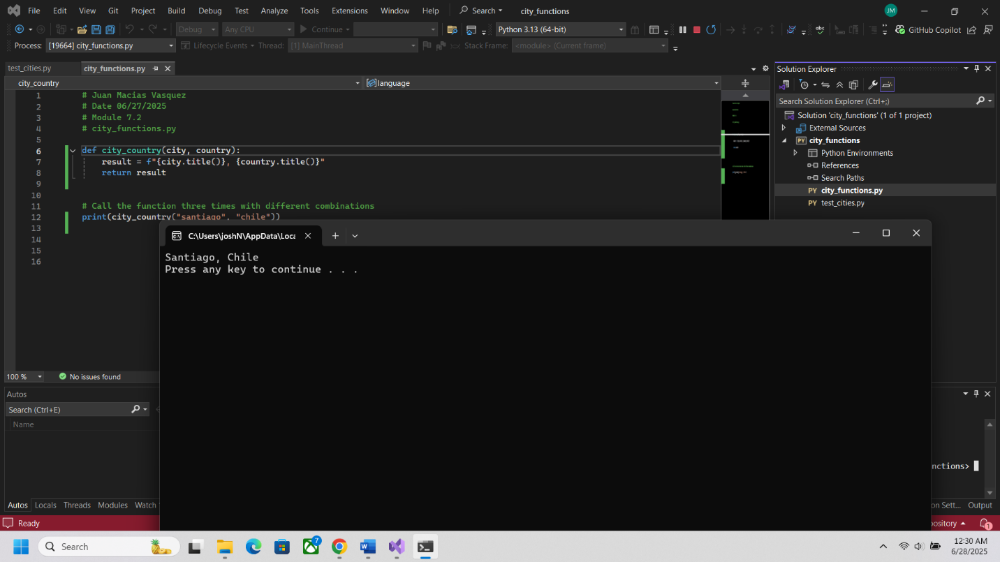 File Edit View Git Project Build Debug Test Analyze Tools Extensions Window Help Search city_functions JM
Debug Any CPU Continue Python 3.13 (64-bit) GitHub Copilot
Process: [19664] city_functions.py Lifecycle Events Thread: [1] MainThread Stack Frame: <module> (Current frame)
test_cities.py city_functions.py
city_country language
1 # Juan Macias Vasquez
2 # Date 06/27/2025
3 # Module 7.2
4 # city_functions.py
5
6 def city_country(city, country):
7 result = f"{city.title()}, {country.title()}"
8 return result
9
10
11 # Call the function three times with different combinations
12 print(city_country("santiago", "chile"))
13
14
15
16
100 % No issues found
Solution Explorer
Search Solution Explorer (Ctrl+;)
Solution 'city_functions' (1 of 1 project)
External Sources
PY city_functions
Python Environments
References
Search Paths
PY city_functions.py
PY test_cities.py
C:\Users\joshN\AppData\Loca
Santiago, Chile
Press any key to continue . . .
Autos
Search (Ctrl+E)
Name
Autos Locals Threads Modules Watch
nctions>
on Sett... Output
Ready
pository 1
Search 7
12:30 AM
6/28/2025